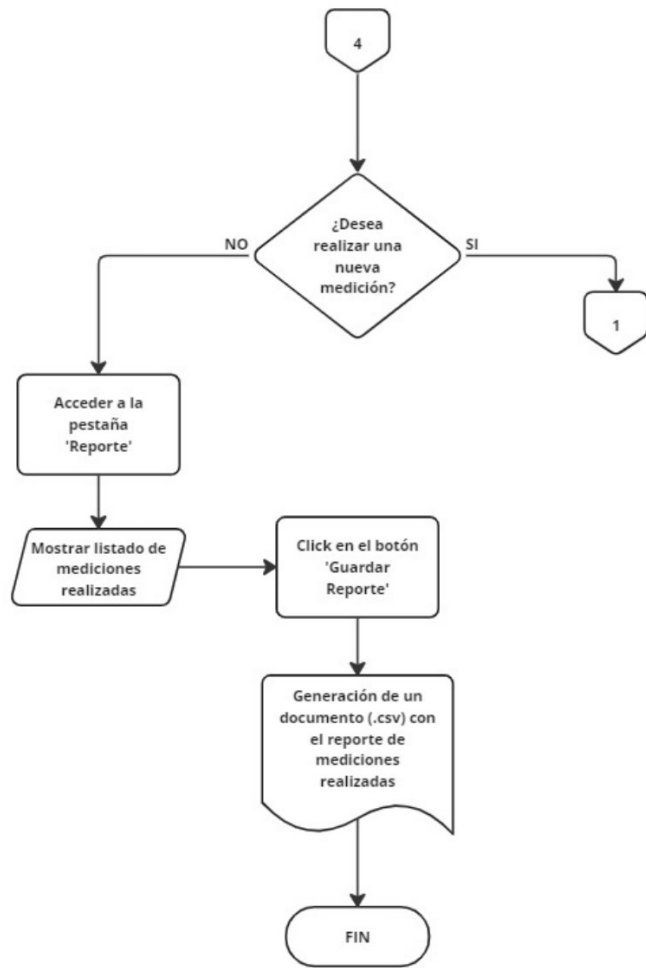 4
¿Desea
realizar una
nueva
medición?
NO
SI
1
Acceder a la
pestaña
'Reporte'
Mostrar listado de
mediciones
realizadas
Click en el botón
'Guardar
Reporte'
Generación de un
documento (.csv) con
el reporte de
mediciones
realizadas
FIN